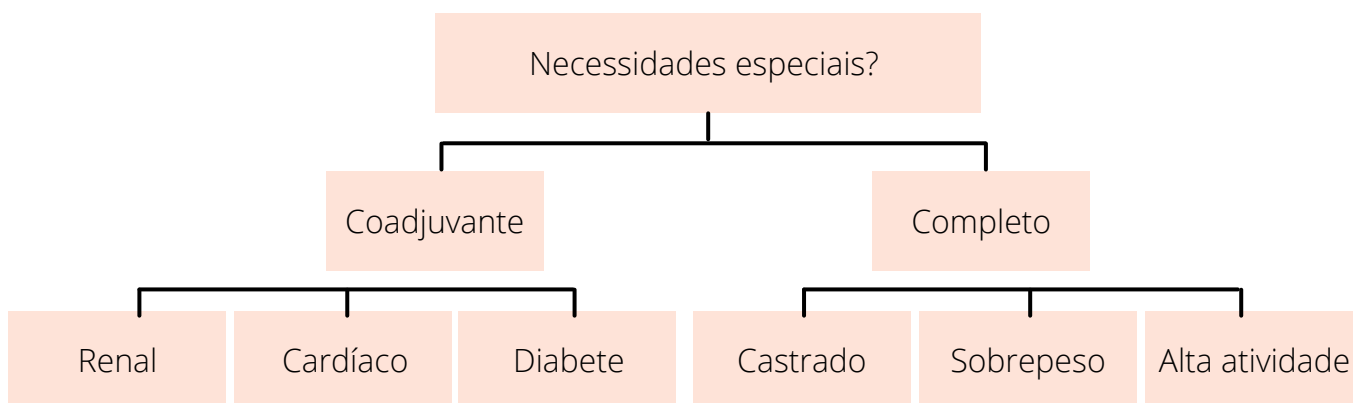 Necessidades especiais?
Coadjuvante
Completo
Renal
Cardíaco
Diabete
Castrado
Sobrepeso
Alta atividade